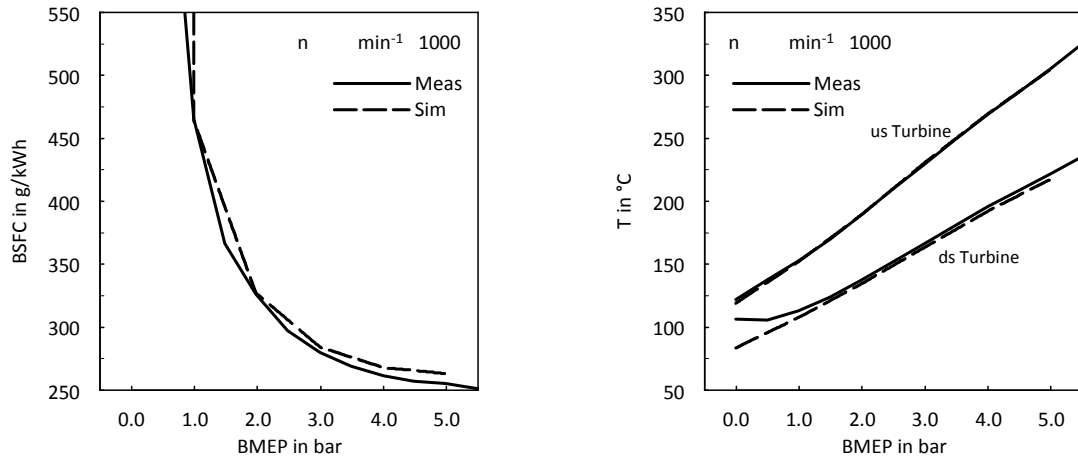 550
500
450
400
350
300
250
BSFC in g/kWh
n min⁻¹ 1000
Meas
Sim
0.0 1.0 2.0 3.0 4.0 5.0
BMEP in bar
350
300
250
200
150
100
50
T in °C
n min⁻¹ 1000
Meas
Sim
us Turbine
ds Turbine
0.0 1.0 2.0 3.0 4.0 5.0
BMEP in bar